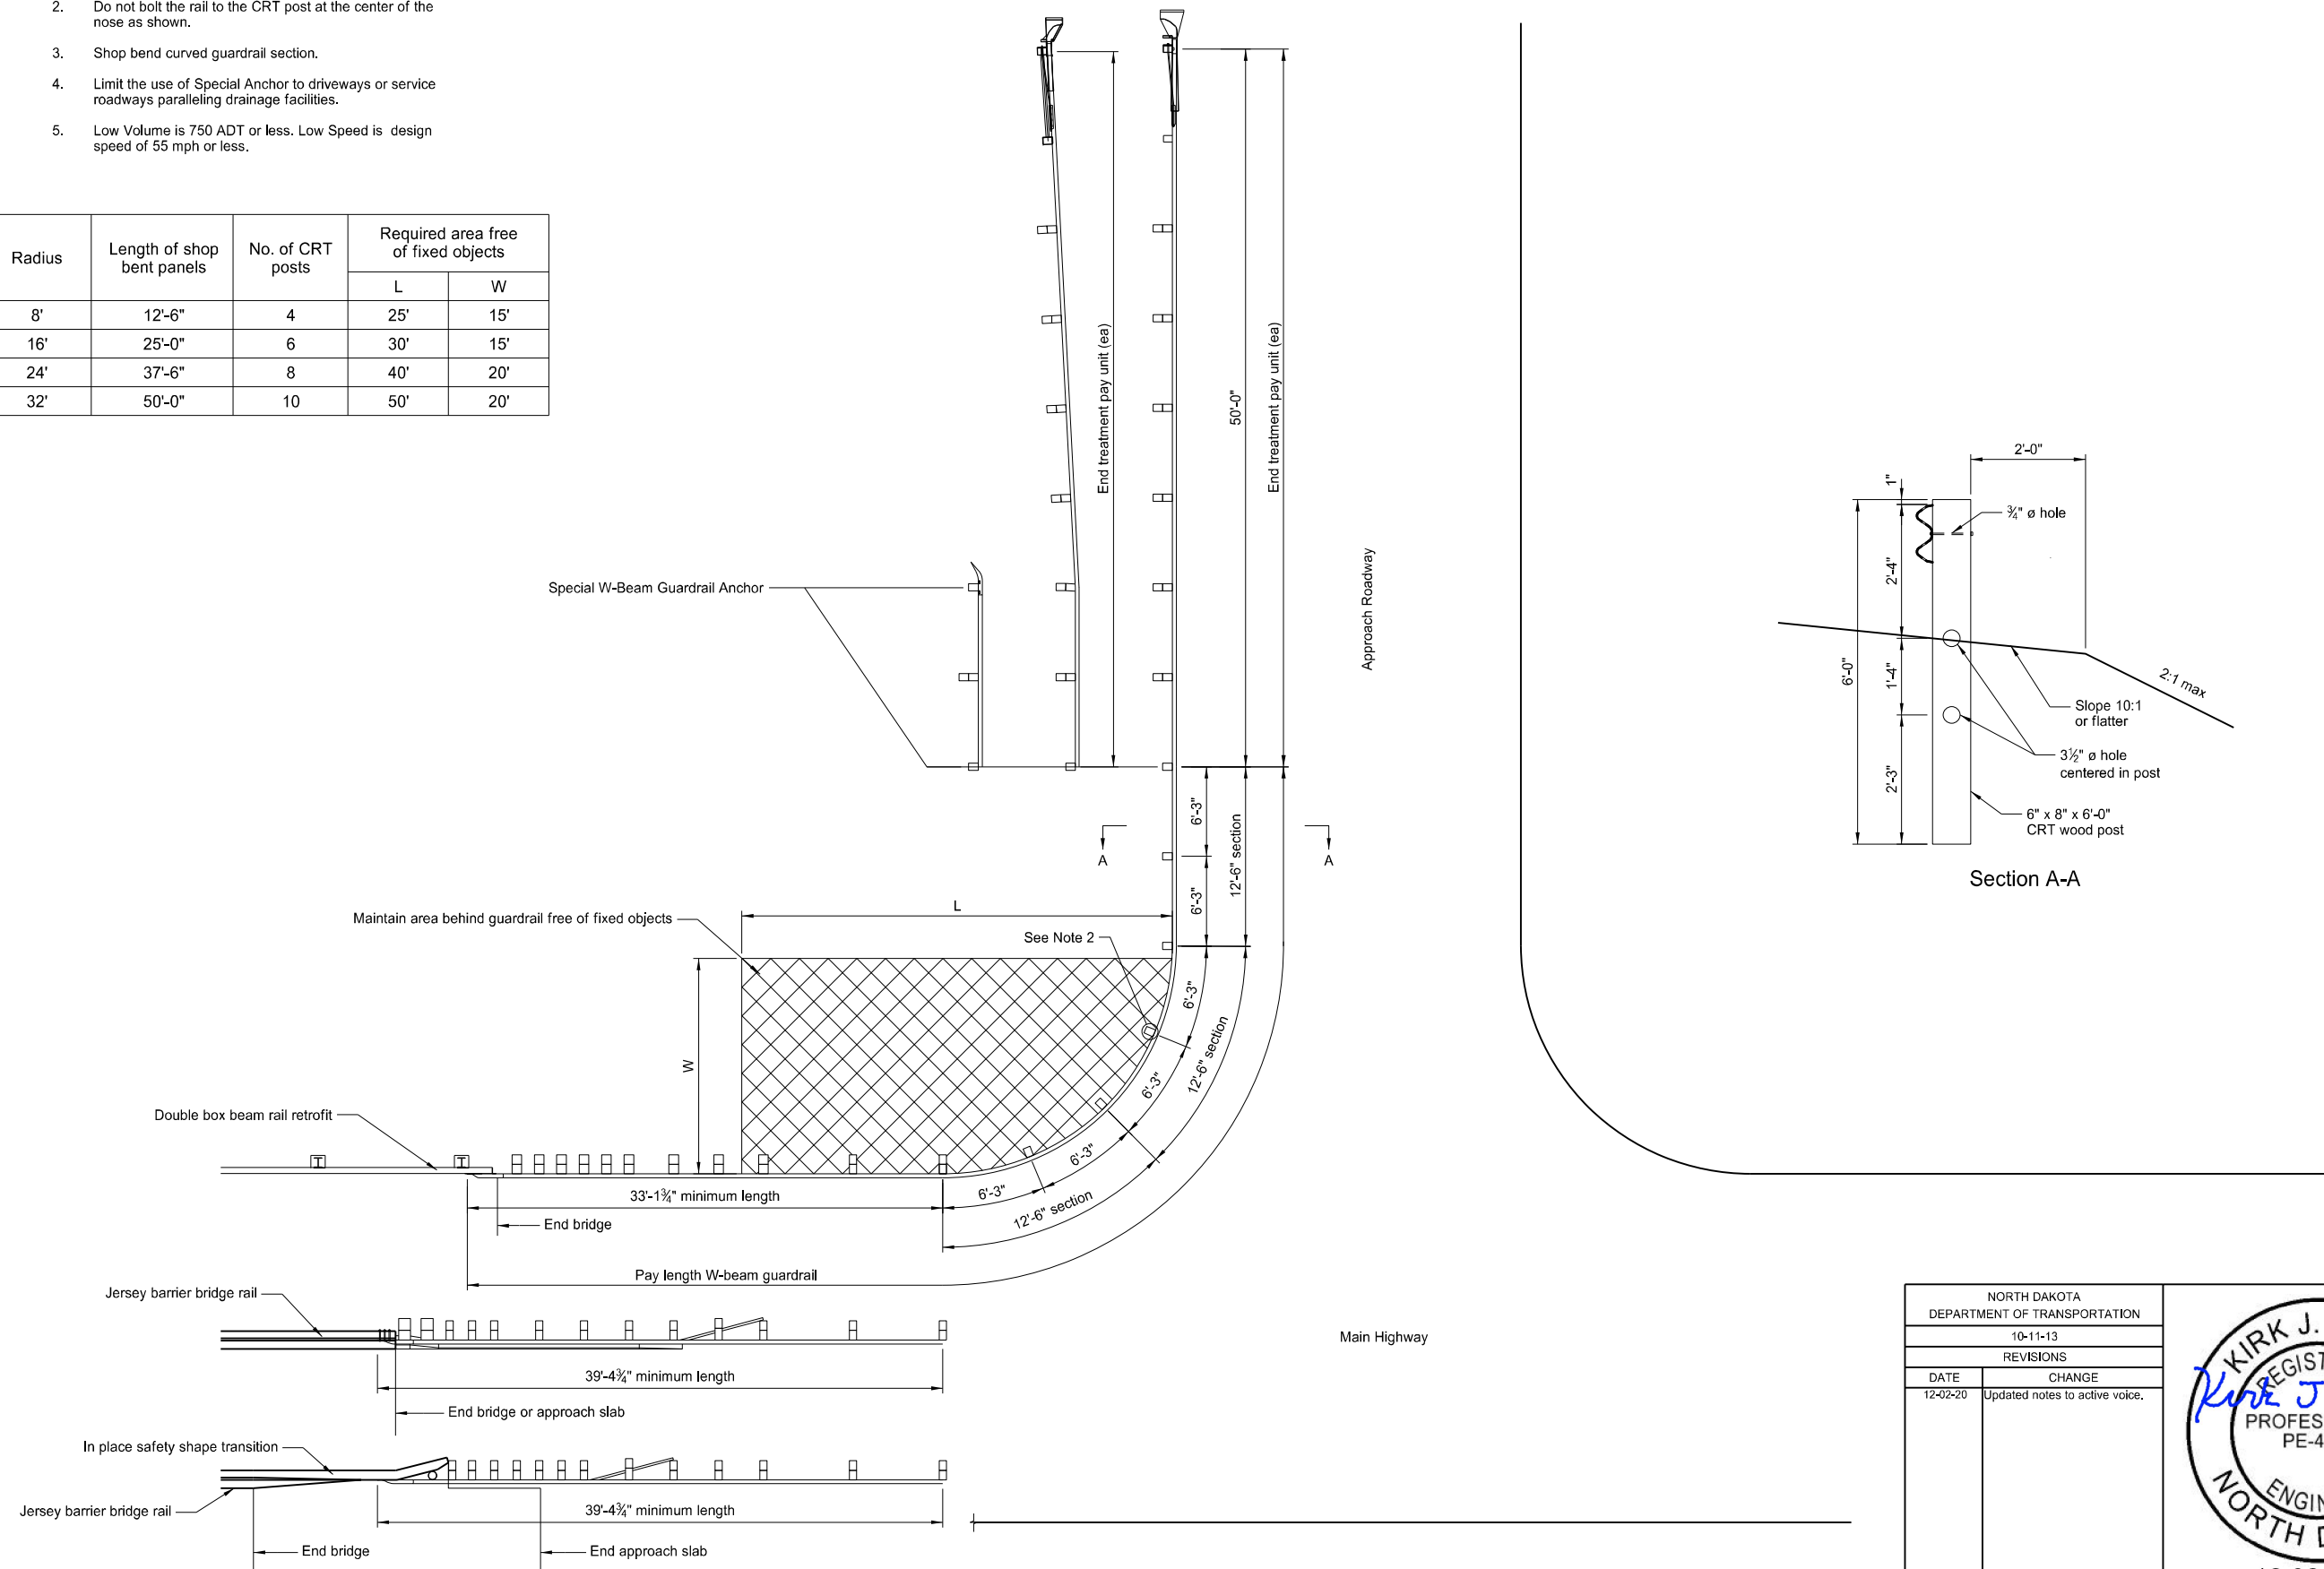 2. Do not bolt the rail to the CRT post at the center of the
nose as shown.
3. Shop bend curved guardrail section.
4. Limit the use of Special Anchor to driveways or service
roadways paralleling drainage facilities.
5. Low Volume is 750 ADT or less. Low Speed is design
speed of 55 mph or less.
Radius
Length of shop
bent panels
No. of CRT
posts
Required area free
of fixed objects
L W
8' 12'-6" 4 25' 15'
16' 25'-0" 6 30' 15'
24' 37'-6" 8 40' 20'
32' 50'-0" 10 50' 20'
End treatment pay unit (ea)
50'-0"
End treatment pay unit (ea)
Special W-Beam Guardrail Anchor
Approach Roadway
6'-3"
6'-3"
12'-6" section
A A
Maintain area behind guardrail free of fixed objects
L
See Note 2
W
6'-3"
6'-3"
12'-6" section
6'-3"
6'-3"
12'-6" section
Double box beam rail retrofit
33'-1¾" minimum length
End bridge
Pay length W-beam guardrail
Jersey barrier bridge rail
39'-4¾" minimum length
End bridge or approach slab
In place safety shape transition
Jersey barrier bridge rail
39'-4¾" minimum length
End bridge
End approach slab
Main Highway
2'-0"
1"
¾" ø hole
2'-4"
6'-0"
1'-4"
2:1 max
Slope 10:1
or flatter
3½" ø hole
centered in post
2'-3"
6" x 8" x 6'-0"
CRT wood post
Section A-A
NORTH DAKOTA
DEPARTMENT OF TRANSPORTATION
10-11-13
REVISIONS
DATE CHANGE
12-02-20 Updated notes to active voice.
KIRK J.
REGIST
Kirk J
PROFES
PE-4
ENGIN
NORTH D